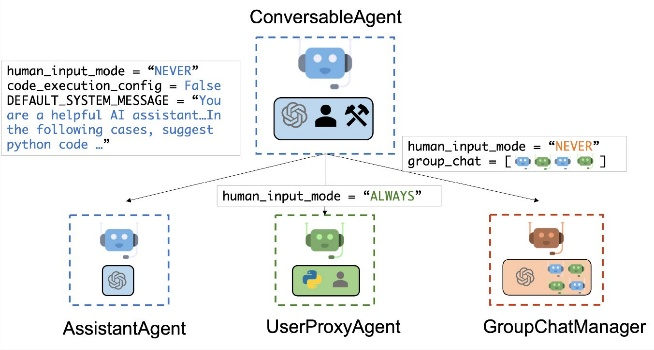 ConversableAgent
human_input_mode = “NEVER”
code_execution_config = False
DEFAULT_SYSTEM_MESSAGE = “You
are a helpful AI assistant…In
the following cases, suggest
python code …”
human_input_mode = “NEVER”
group_chat = [ ]
human_input_mode = “ALWAYS”
AssistantAgent
UserProxyAgent
GroupChatManager